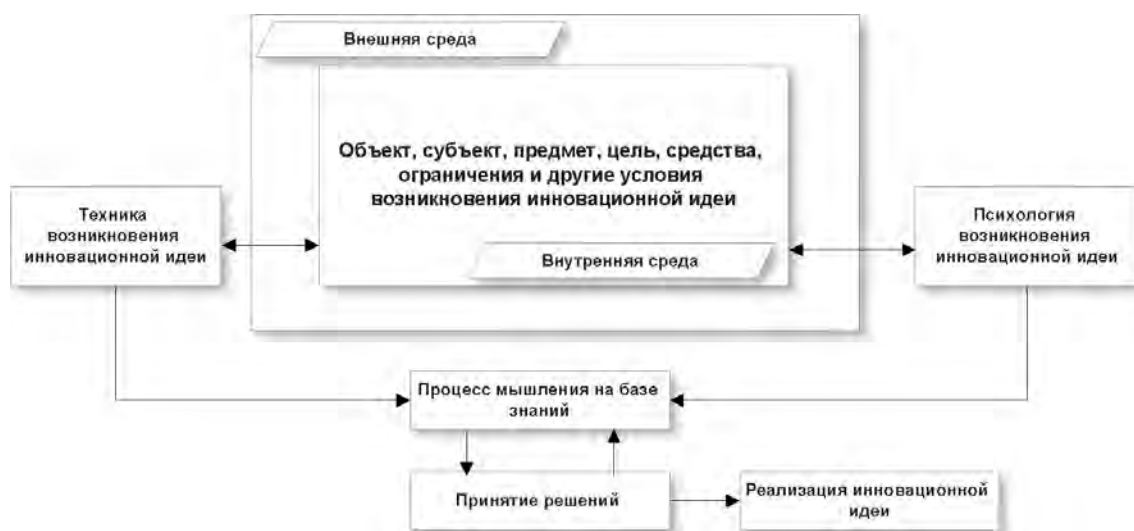 Внешняя среда
Объект, субъект, предмет, цель, средства,
ограничения и другие условия
возникновения инновационной идеи
Внутренняя среда
Техника
возникновения
инновационной идеи
Психология
возникновения
инновационной идеи
Процесс мышления на базе
знаний
Принятие решений
Реализация инновационной
идеи